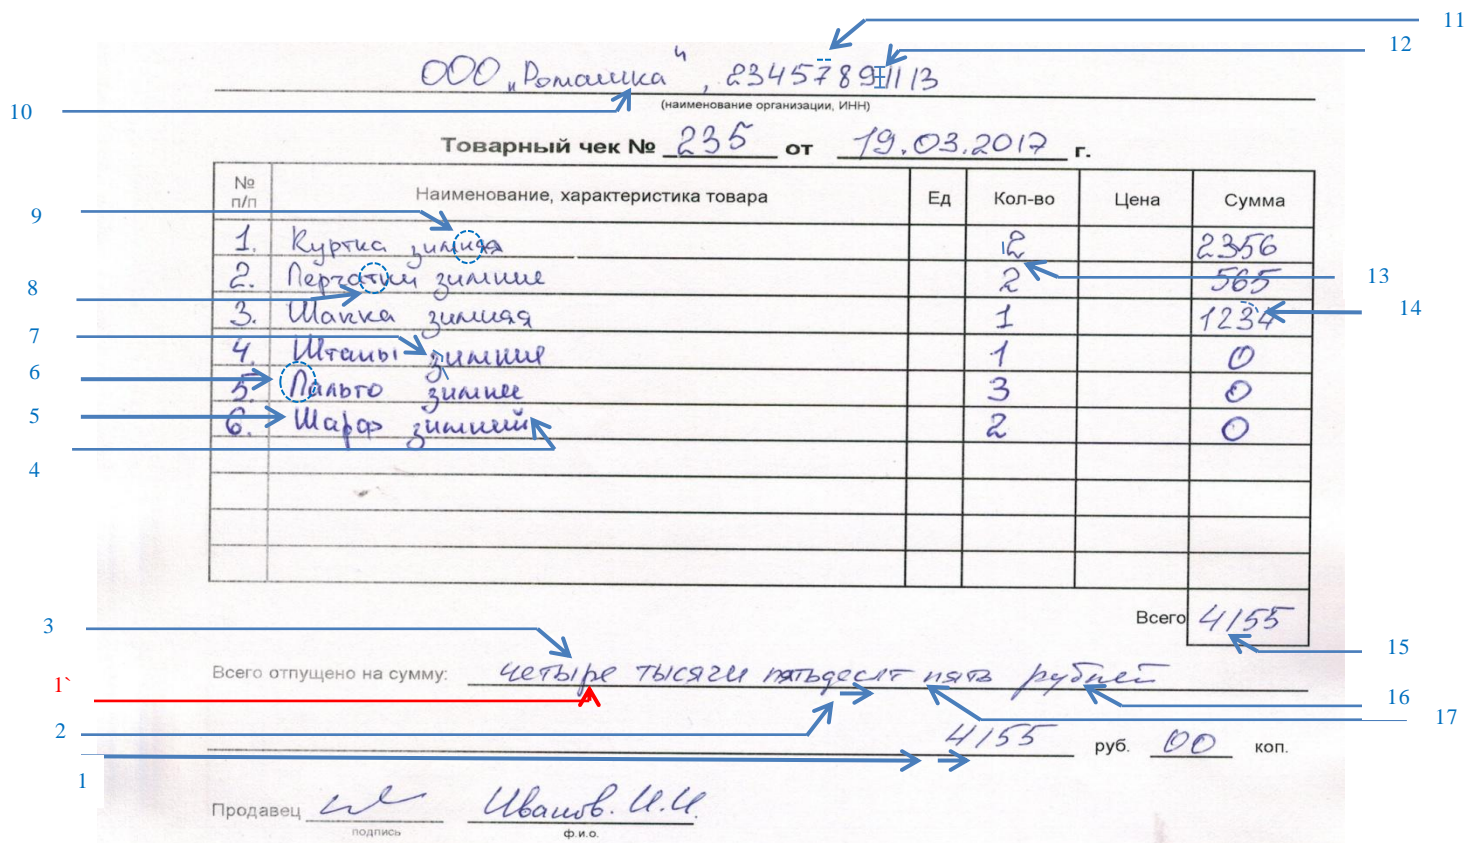 11
12
ООО „Ромашка“, 23457891113
10
(наименование организации, ИНН)
Товарный чек № 235 от 19.03.2017 г.
№ п/п Наименование, характеристика товара Ед Кол-во Цена Сумма
9
1. Куртка зимняя 2 2356
2. Перчатки зимние 2 565
13
8
3. Шапка зимняя 1 1234
14
7
4. Штаны зимние 1 0
6
5. Пальто зимнее 3 0
5
6. Шарф зимний 2 0
4
Всего 4155
3
15
Всего отпущено на сумму: четыре тысячи пятьдесят пять рублей
1`
16
17
2
4155 руб. 00 коп.
1
Продавец Иванов. И.И.
подпись ф.и.о.